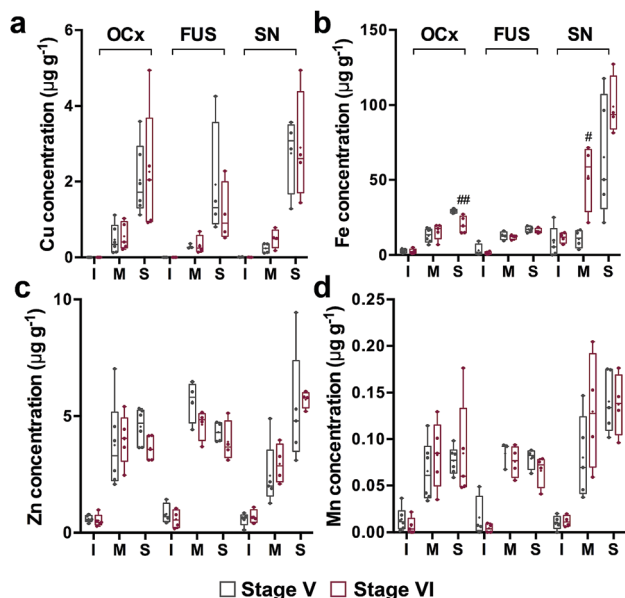 a
OCx FUS SN
Cu concentration (µg g-1)
6
4
2
0
I M S I M S I M S
b
OCx FUS SN
Fe concentration (µg g-1)
150
100
50
0
##
#
I M S I M S I M S
c
Zn concentration (µg g-1)
10
5
0
I M S I M S I M S
d
Mn concentration (µg g-1)
0.25
0.20
0.15
0.10
0.05
0.00
I M S I M S I M S
Stage V Stage VI